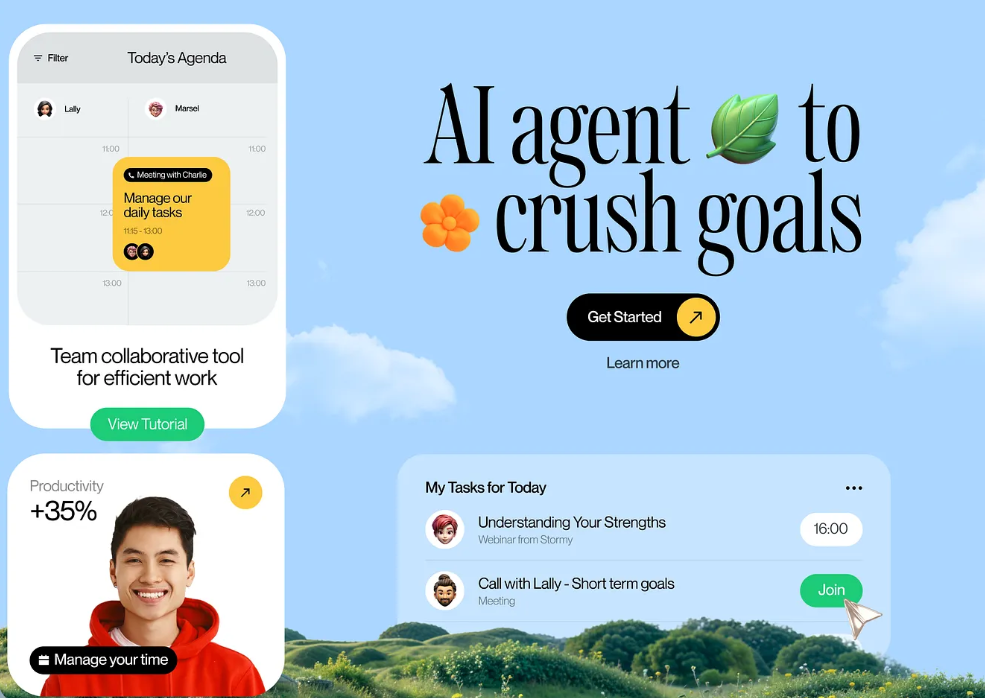 Filter
Today's Agenda
Lally
Marsel
11:00
11:00
Meeting with Charlie
Manage our
daily tasks
11:15 - 13:00
12:0
12:00
13:00
13:00
Team collaborative tool
for efficient work
View Tutorial
Productivity
+35%
Manage your time
AI agent to
crush goals
Get Started
Learn more
My Tasks for Today
Understanding Your Strengths
Webinar from Stormy
16:00
Call with Lally - Short term goals
Meeting
Join